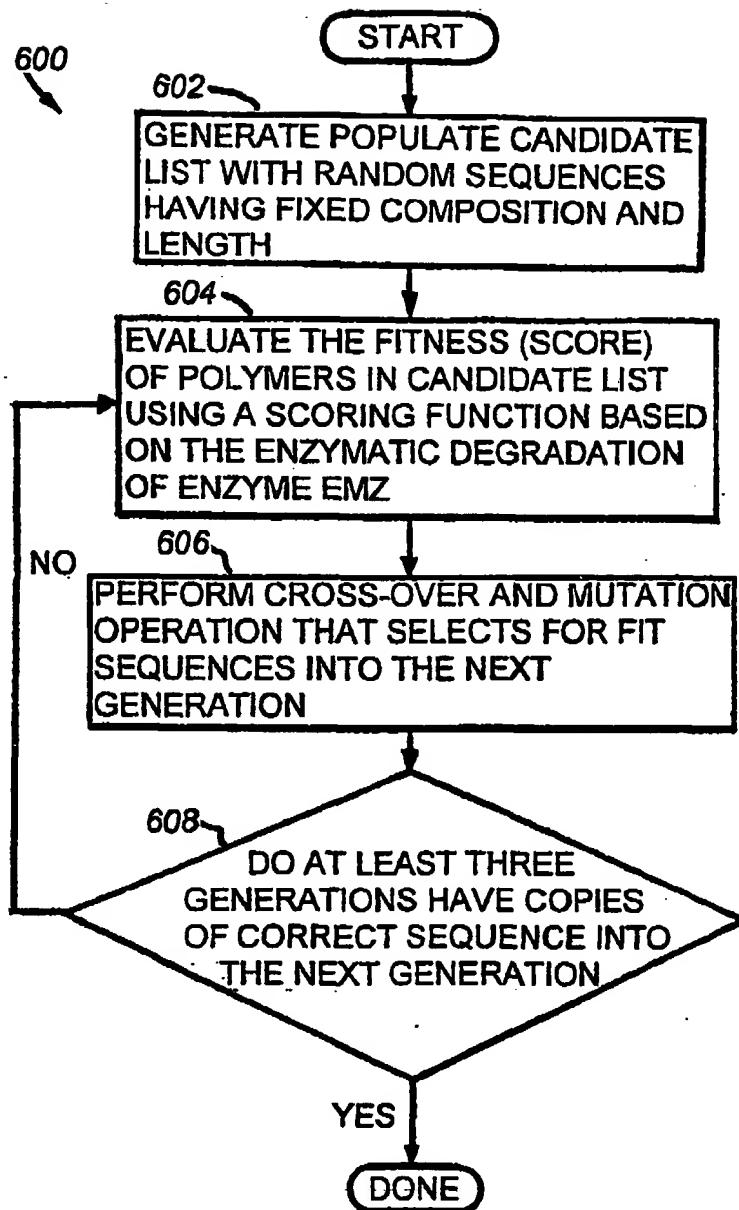 START
600
602
GENERATE POPULATE CANDIDATE
LIST WITH RANDOM SEQUENCES
HAVING FIXED COMPOSITION AND
LENGTH
604
EVALUATE THE FITNESS (SCORE)
OF POLYMERS IN CANDIDATE LIST
USING A SCORING FUNCTION BASED
ON THE ENZYMATIC DEGRADATION
OF ENZYME EMZ
NO
606
PERFORM CROSS-OVER AND MUTATION
OPERATION THAT SELECTS FOR FIT
SEQUENCES INTO THE NEXT
GENERATION
608
DO AT LEAST THREE
GENERATIONS HAVE COPIES
OF CORRECT SEQUENCE INTO
THE NEXT GENERATION
YES
DONE